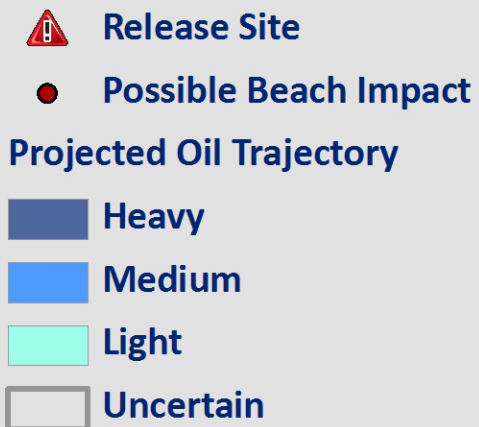 Release Site
Possible Beach Impact
Projected Oil Trajectory
Heavy
Medium
Light
Uncertain